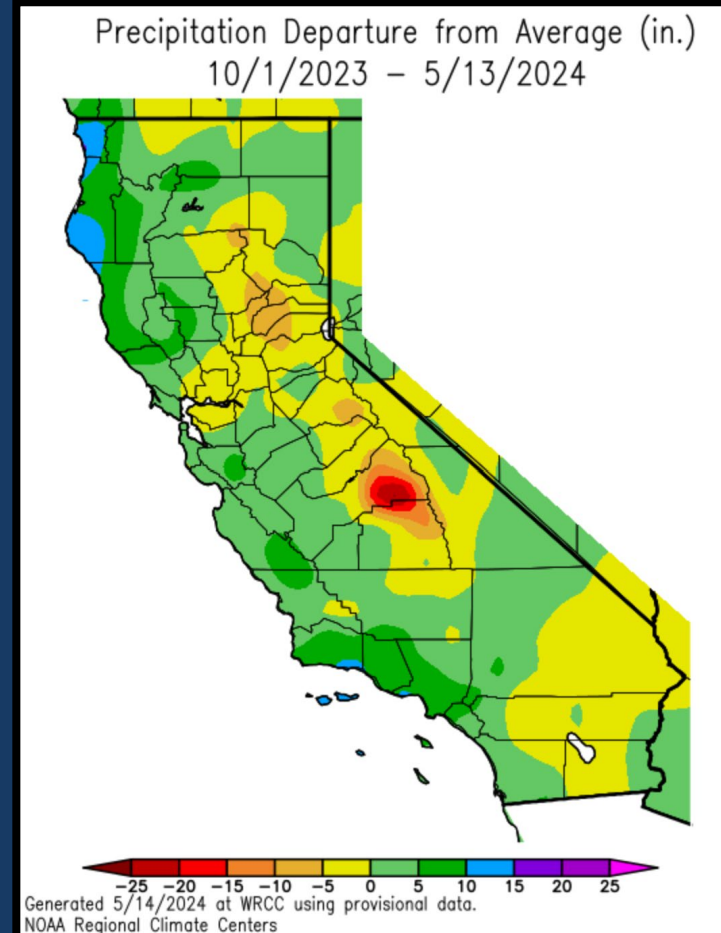 Precipitation Departure from Average (in.)
10/1/2023 – 5/13/2024
-25 -20 -15 -10 -5 0 5 10 15 20 25
Generated 5/14/2024 at WRCC using provisional data.
NOAA Regional Climate Centers